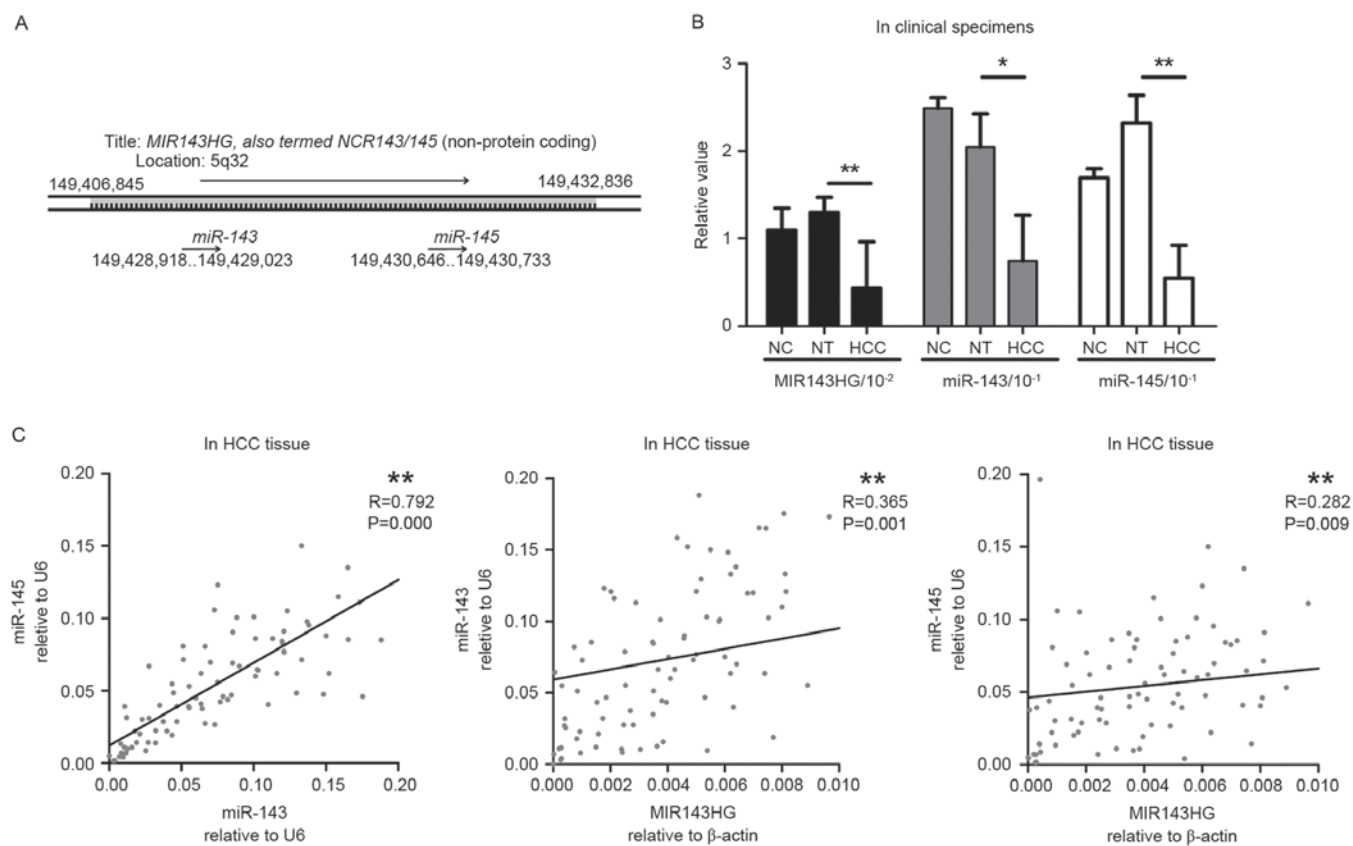 A
Title: MIR143HG, also termed NCR143/145 (non-protein coding)
Location: 5q32
149,406,845
149,432,836
miR-143
miR-145
149,428,918..149,429,023
149,430,646..149,430,733
B
In clinical specimens
Relative value
3
2
1
0
*
**
**
NC NT HCC NC NT HCC NC NT HCC
MIR143HG/10⁻² miR-143/10⁻¹ miR-145/10⁻¹
C
In HCC tissue
miR-145
reletive to U6
0.20
0.15
0.10
0.05
0.00
**
R=0.792
P=0.000
0.00 0.05 0.10 0.15 0.20
miR-143
relative to U6
In HCC tissue
miR-143
reletive to U6
0.20
0.15
0.10
0.05
0.00
**
R=0.365
P=0.001
0.000 0.002 0.004 0.006 0.008 0.010
MIR143HG
relative to β-actin
In HCC tissue
miR-145
reletive to U6
0.20
0.15
0.10
0.05
0.00
**
R=0.282
P=0.009
0.000 0.002 0.004 0.006 0.008 0.010
MIR143HG
relative to β-actin